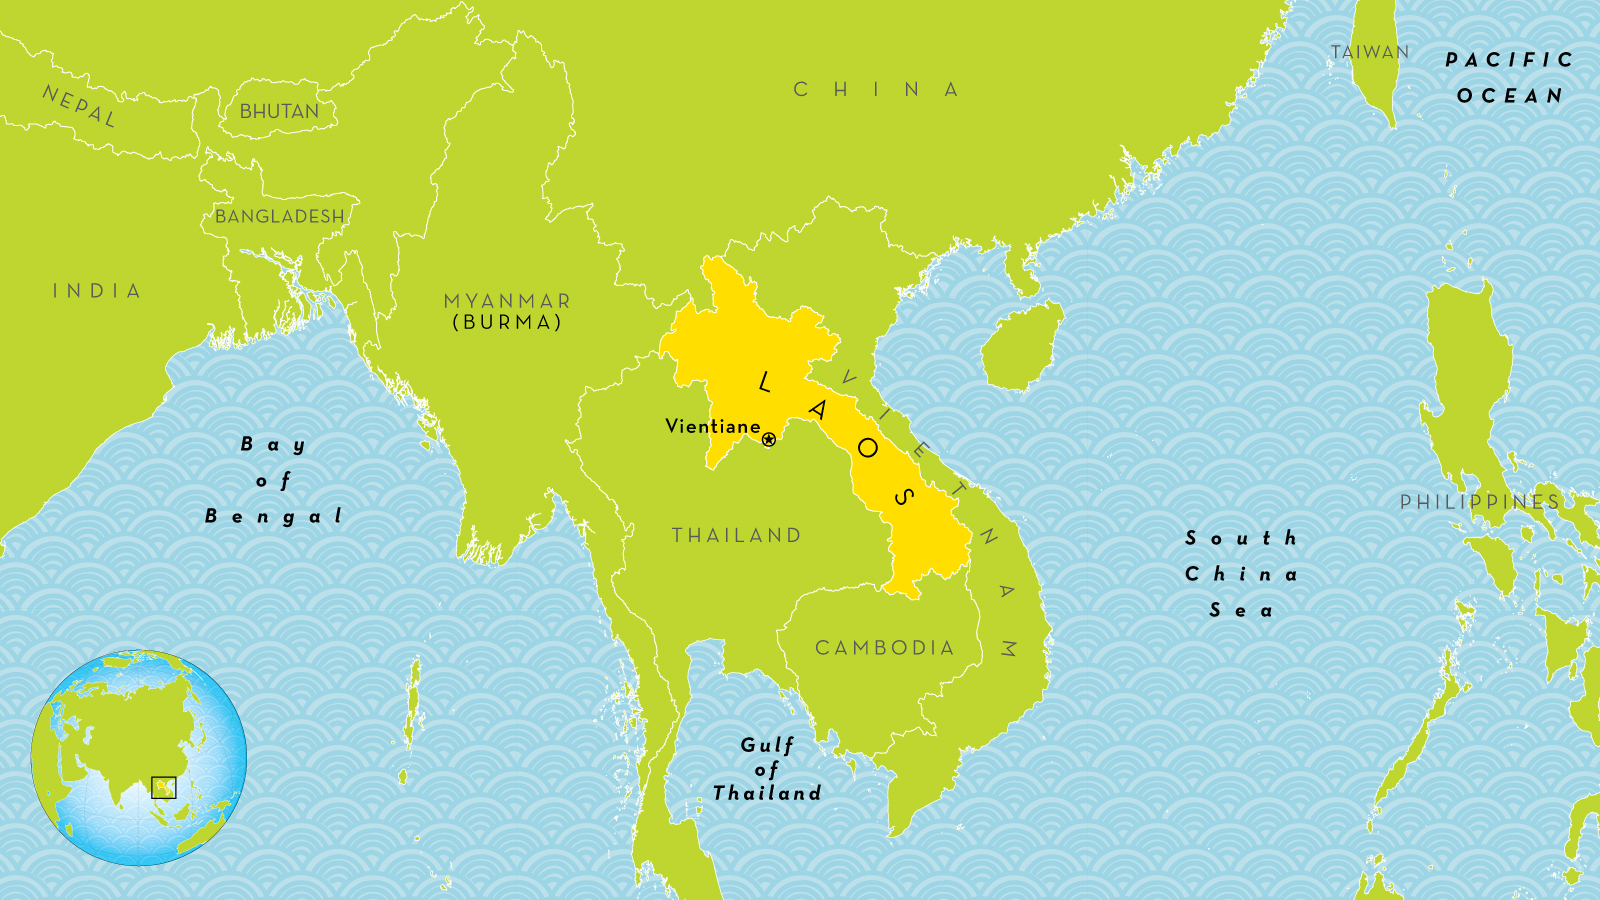 TAIWAN
PACIFIC
OCEAN
CHINA
NEPAL
BHUTAN
BANGLADESH
INDIA
MYANMAR
(BURMA)
LAOS
VIETNAM
Vientiane
Bay
of
Bengal
THAILAND
PHILIPPINES
South
China
Sea
CAMBODIA
Gulf
of
Thailand